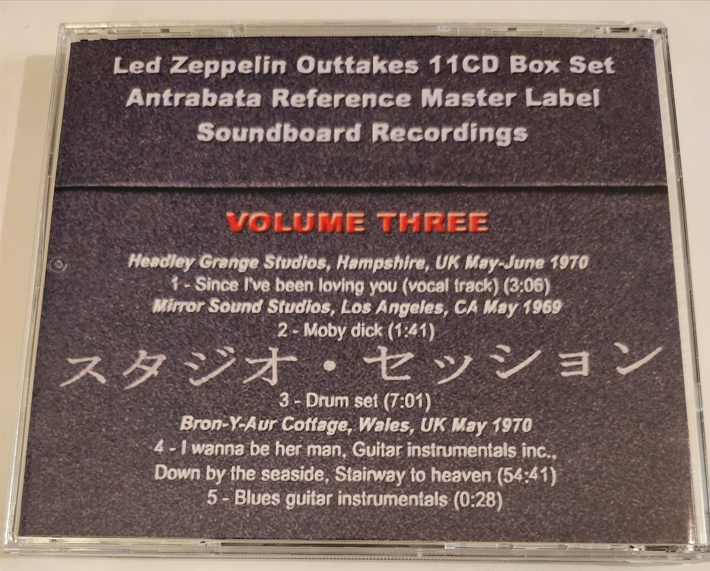 Led Zeppelin Outtakes 11CD Box Set
Antrabata Reference Master Label
Soundboard Recordings
VOLUME THREE
Headley Grange Studios, Hampshire, UK May-June 1970
1 - Since I've been loving you (vocal track) (3:06)
Mirror Sound Studios, Los Angeles, CA May 1969
2 - Moby dick (1:41)
スタジオ・セッション
3 - Drum set (7:01)
Bron-Y-Aur Cottage, Wales, UK May 1970
4 - I wanna be her man, Guitar instrumentals inc.,
Down by the seaside, Stairway to heaven (54:41)
5 - Blues guitar instrumentals (0:28)